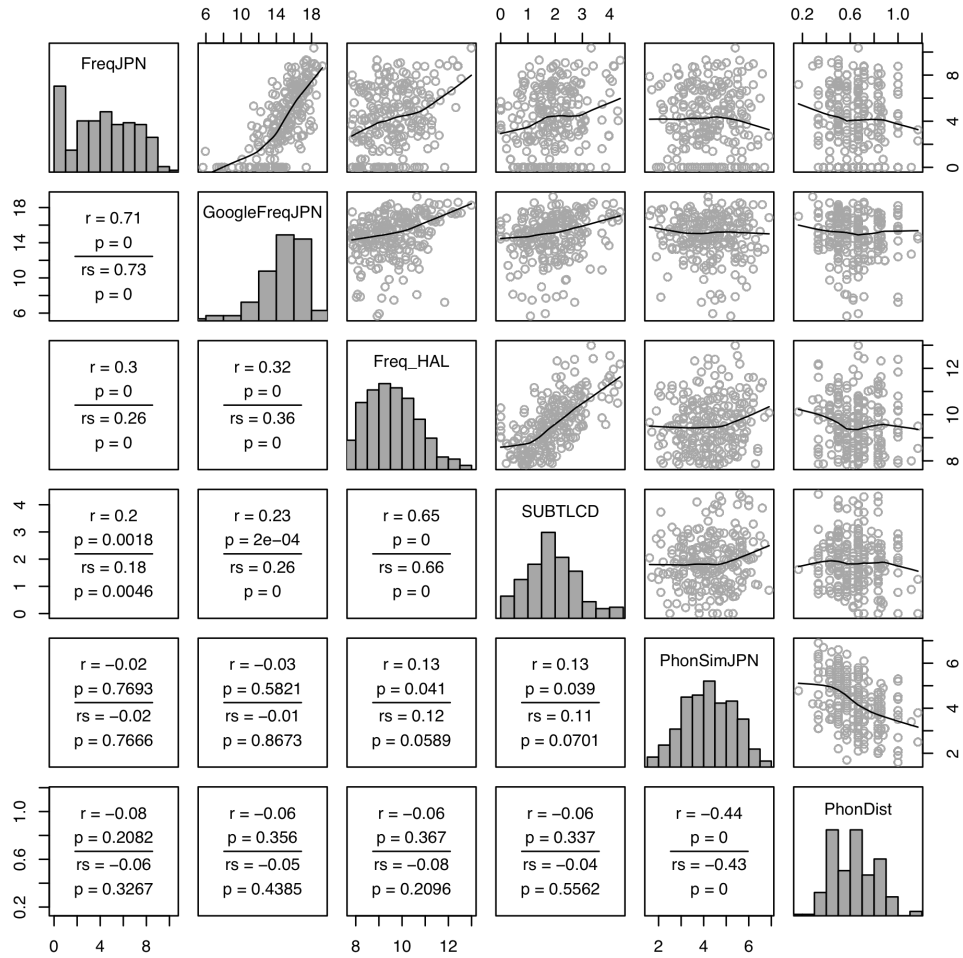 6 10 14 18
0 1 2 3 4
0.2 0.6 1.0
FreqJPN
0 4 8
6 10 14 18
r = 0.71
p = 0
rs = 0.73
p = 0
GoogleFreqJPN
r = 0.3
p = 0
rs = 0.26
p = 0
r = 0.32
p = 0
rs = 0.36
p = 0
Freq_HAL
8 10 12
0 1 2 3 4
r = 0.2
p = 0.0018
rs = 0.18
p = 0.0046
r = 0.23
p = 2e−04
rs = 0.26
p = 0
r = 0.65
p = 0
rs = 0.66
p = 0
SUBTLCD
r = −0.02
p = 0.7693
rs = −0.02
p = 0.7666
r = −0.03
p = 0.5821
rs = −0.01
p = 0.8673
r = 0.13
p = 0.041
rs = 0.12
p = 0.0589
r = 0.13
p = 0.039
rs = 0.11
p = 0.0701
PhonSimJPN
2 4 6
0.2 0.6 1.0
r = −0.08
p = 0.2082
rs = −0.06
p = 0.3267
r = −0.06
p = 0.356
rs = −0.05
p = 0.4385
r = −0.06
p = 0.367
rs = −0.08
p = 0.2096
r = −0.06
p = 0.337
rs = −0.04
p = 0.5562
r = −0.44
p = 0
rs = −0.43
p = 0
PhonDist
0 4 8
8 10 12
2 4 6